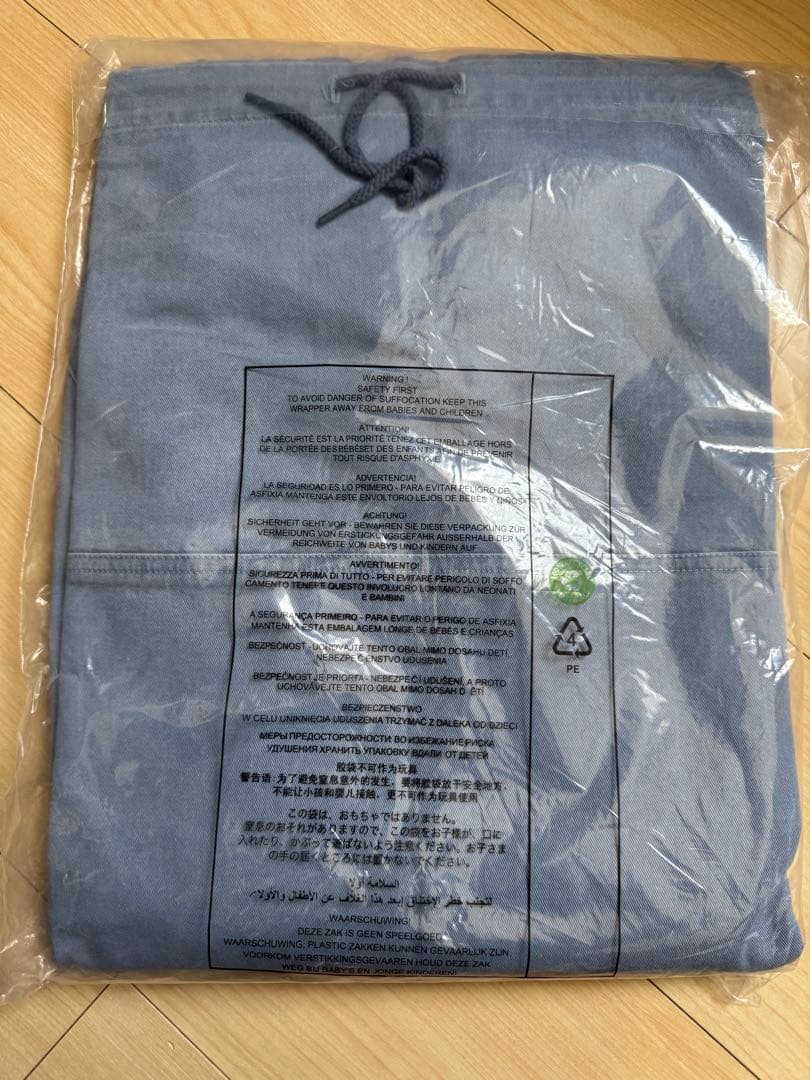 WARNING !
SAFETY FIRST
TO AVOID DANGER OF SUFFOCATION KEEP THIS
WRAPPER AWAY FROM BABIES AND CHILDREN
ATTENTION!
LA SÉCURITÉ EST LA PRIORITÉ TENEZ CET EMBALLAGE HORS
DE LA PORTÉE DES BÉBÉSET DES ENFANTS AFIN DE PRÉVENIR
TOUT RISQUE D'ASPHYXIE
ADVERTENCIA!
LA SEGURIDAD ES LO PRIMERO - PARA EVITAR PELIGRO DE
ASFIXIA MANTENGA ESTE ENVOLTORIO LEJOS DE BEBÉS Y NIÑOS
ACHTUNG!
SICHERHEIT GEHT VOR - BEWAHREN SIE DIESE VERPACKUNG ZUR
VERMEIDUNG VON ERSTICKUNGSGEFAHR AUSSERHALB DER
REICHWEITE VON BABYS UND KINDERN AUF
AVVERTIMENTO!
SICUREZZA PRIMA DI TUTTO - PER EVITARE PERICOLO DI SOFFO
CAMENTO TENERE QUESTO INVOLUCRO LONTANO DA NEONATI
E BAMBINI
A SEGURANÇA PRIMEIRO - PARA EVITAR O PERIGO DE ASFIXIA
MANTENHA ESTA EMBALAGEM LONGE DE BEBÉS E CRIANÇAS
BEZPEČNOST - UCHOVAJTE TENTO OBAL MIMO DOSAHU DETÍ
NEBEZPEČENSTVO UDUSENIA
BEZPEČNOST JE PRIORTA - NEBEZPEČÍ UDUŠENÍ, A PROTO
UCHOVÁVEJTE TENTO OBAL MIMO DOSAH DĚTÍ
BEZPIECZENSTWO
W CELU UNIKNIĘCIA UDUSZENIA TRZYMAĆ Z DALEKA OD DZIECI
МЕРЫ ПРЕДОСТОРОЖНОСТИ: ВО ИЗБЕЖАНИЕ РИСКА
УДУШЕНИЯ ХРАНИТЬ УПАКОВКУ ВДАЛИ ОТ ДЕТЕЙ
胶袋不可作为玩具
警告语:为了避免窒息意外的发生，要将胶袋放于安全地方,
不能让小孩和婴儿接触，更不可作为玩具使用
この袋は、おもちゃではありません。
窒息のおそれがありますので、この袋をお子様が、口に
入れたり、かぶって遊ばないよう注意ください、お子さま
の手の届くところには置かないでください。
السلامة أولا
لتجنب خطر الإختناق إبعد هذا الغلاف عن الأطفال والأولاد
WAARSCHUWING!
DEZE ZAK IS GEEN SPEELGOED
WAARSCHUWING: PLASTIC ZAKKEN KUNNEN GEVAARLIJK ZIJN,
VOORKOM VERSTIKKINGSGEVAAREN HOUD DEZE ZAK
WEG BIJ BABY'S EN JONGE KINDEREN!
4
PE